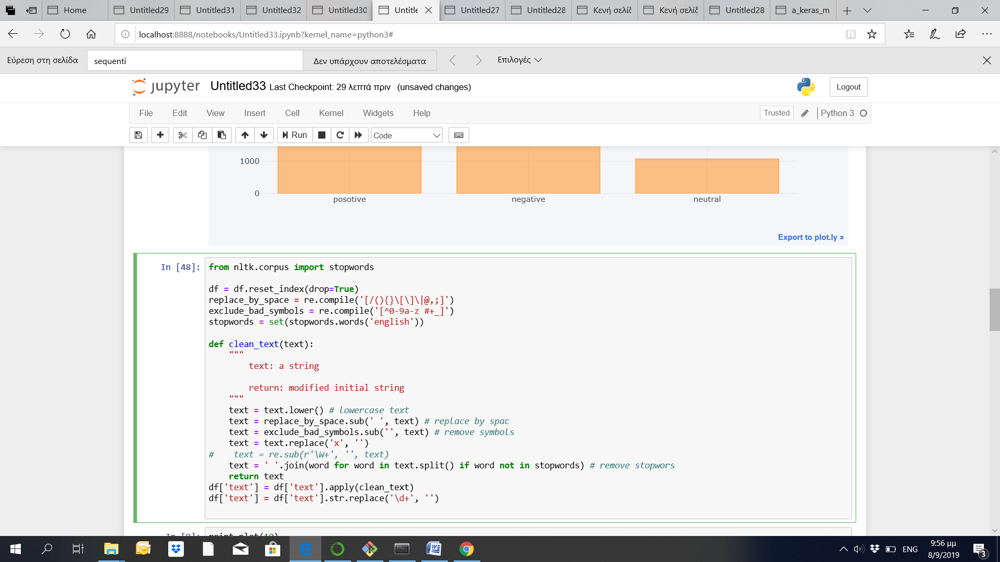 Home Untitled29 Untitled31 Untitled32 Untitled30 Untitle Untitled27 Untitled28 Κενή σελίδ Κενή σελίδ Untitled28 a_keras_m
localhost:8888/notebooks/Untitled33.ipynb?kernel_name=python3#
Εύρεση στη σελίδα sequenti Δεν υπάρχουν αποτελέσματα Επιλογές
jupyter Untitled33 Last Checkpoint: 29 λεπτά πριν (unsaved changes) Logout
File Edit View Insert Cell Kernel Widgets Help Trusted Python 3
Run Code
1000
0
posotive negative neutral
Export to plot.ly »
In [48]: from nltk.corpus import stopwords
df = df.reset_index(drop=True)
replace_by_space = re.compile('[/(){}\[\]\|@,;]')
exclude_bad_symbols = re.compile('[^0-9a-z #+_]')
stopwords = set(stopwords.words('english'))
def clean_text(text):
"""
text: a string
return: modified initial string
"""
text = text.lower() # lowercase text
text = replace_by_space.sub(' ', text) # replace by spac
text = exclude_bad_symbols.sub('', text) # remove symbols
text = text.replace('x', '')
# text = re.sub(r'\W+', '', text)
text = ' '.join(word for word in text.split() if word not in stopwords) # remove stopwors
return text
df['text'] = df['text'].apply(clean_text)
df['text'] = df['text'].str.replace('\d+', '')
ENG 9:56 μμ
8/9/2019 3